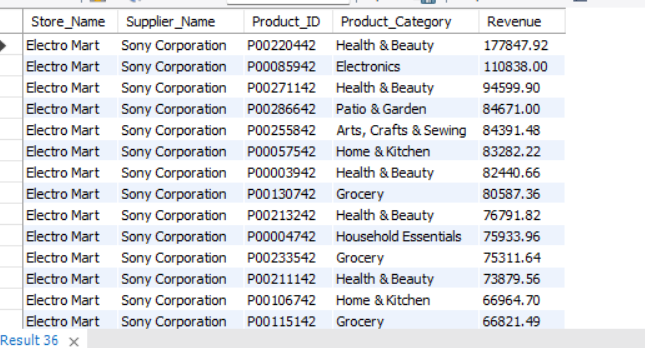 Store_Name Supplier_Name Product_ID Product_Category Revenue
Electro Mart Sony Corporation P00220442 Health & Beauty 177847.92
Electro Mart Sony Corporation P00085942 Electronics 110838.00
Electro Mart Sony Corporation P00271142 Health & Beauty 94599.90
Electro Mart Sony Corporation P00286642 Patio & Garden 84671.00
Electro Mart Sony Corporation P00255842 Arts, Crafts & Sewing 84391.48
Electro Mart Sony Corporation P00057542 Home & Kitchen 83282.22
Electro Mart Sony Corporation P00003942 Health & Beauty 82440.66
Electro Mart Sony Corporation P00130742 Grocery 80587.36
Electro Mart Sony Corporation P00213242 Health & Beauty 76791.82
Electro Mart Sony Corporation P00004742 Household Essentials 75933.96
Electro Mart Sony Corporation P00233542 Grocery 75311.64
Electro Mart Sony Corporation P00211142 Health & Beauty 73879.56
Electro Mart Sony Corporation P00106742 Home & Kitchen 66964.70
Electro Mart Sony Corporation P00115142 Grocery 66821.49
Result 36